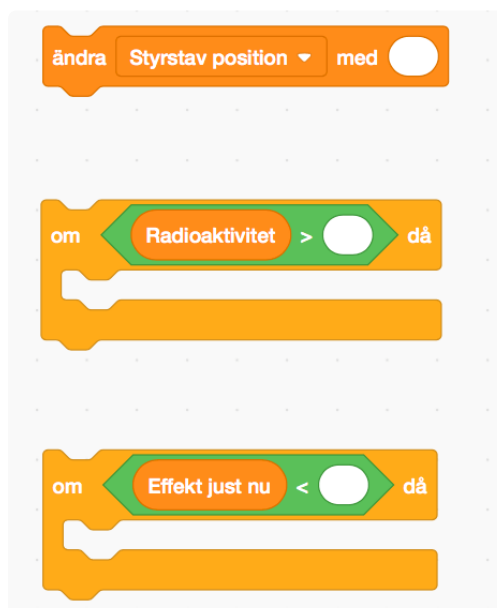 ändra Styrstav position med
om Radioaktivitet > då
om Effekt just nu < då